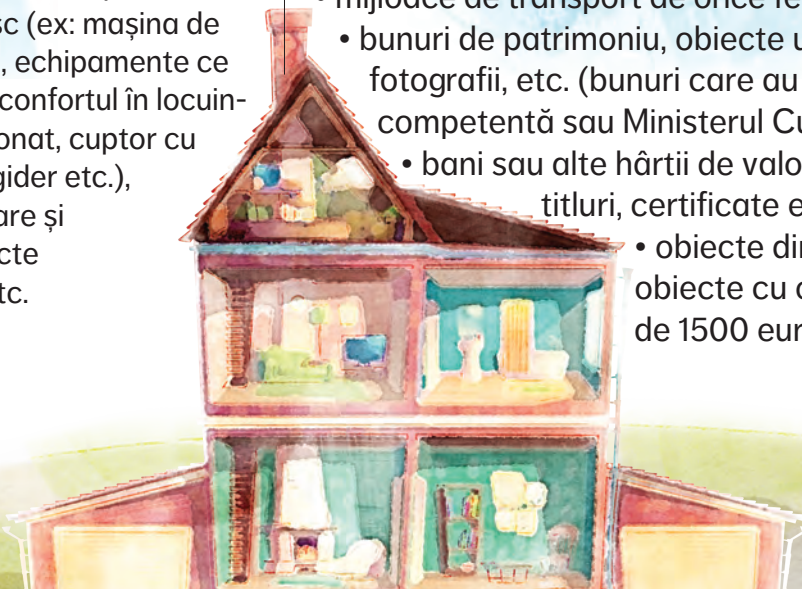 sc (ex: mașina de
, echipamente ce
confortul în locuin-
onat, cuptor cu
gider etc.),
are și
cte
tc.
• mijloace de transport de orice fe
• bunuri de patrimoniu, obiecte u
fotografii, etc. (bunuri care au
competentă sau Ministerul Cu
• bani sau alte hârtii de valo
titluri, certificate e
• obiecte din
obiecte cu
de 1500 eur